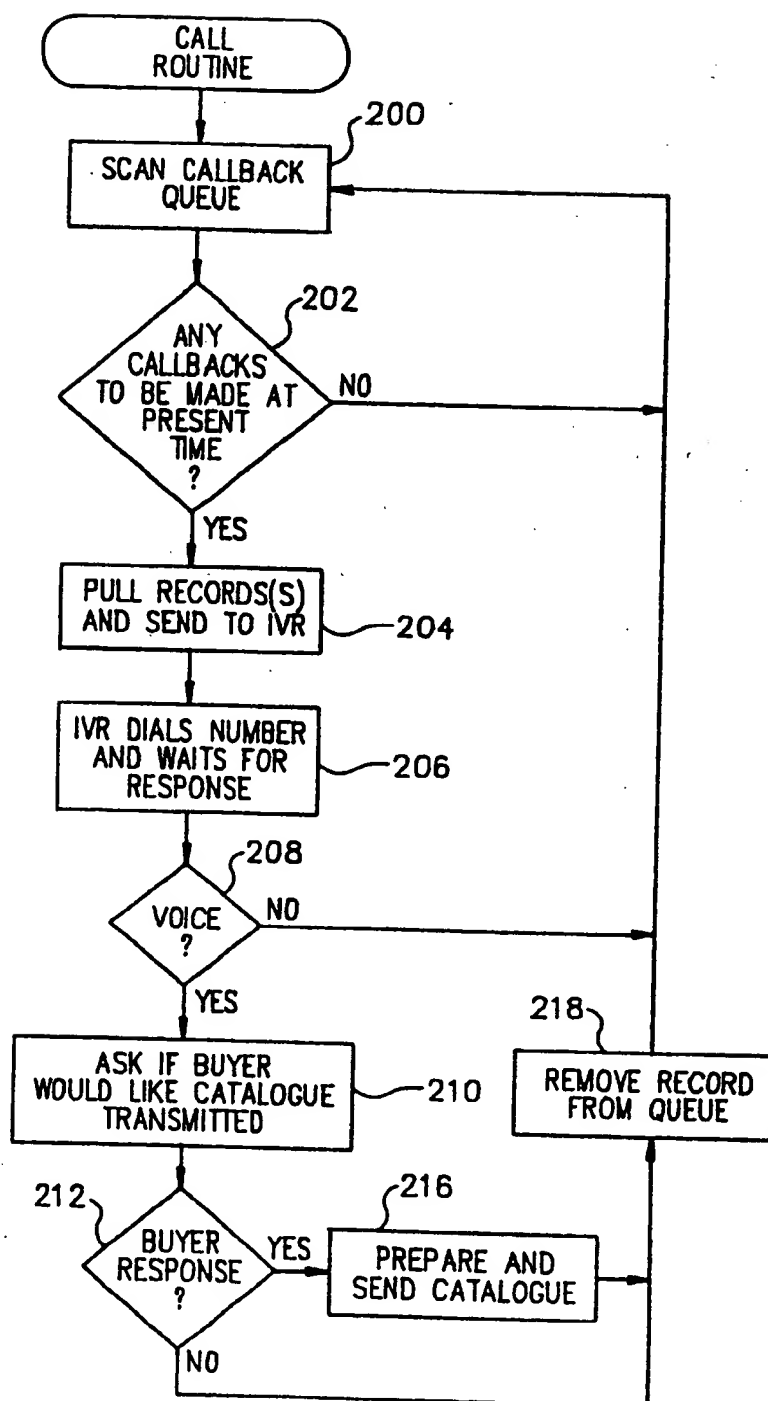 CALL
ROUTINE
200
SCAN CALLBACK
QUEUE
202
ANY
CALLBACKS
TO BE MADE AT
PRESENT
TIME
?
NO
YES
PULL RECORDS(S)
AND SEND TO IVR
204
IVR DIALS NUMBER
AND WAITS FOR
RESPONSE
206
208
VOICE
?
NO
YES
218
ASK IF BUYER
WOULD LIKE CATALOGUE
TRANSMITTED
210
REMOVE RECORD
FROM QUEUE
212
216
BUYER
RESPONSE
?
YES
PREPARE AND
SEND CATALOGUE
NO